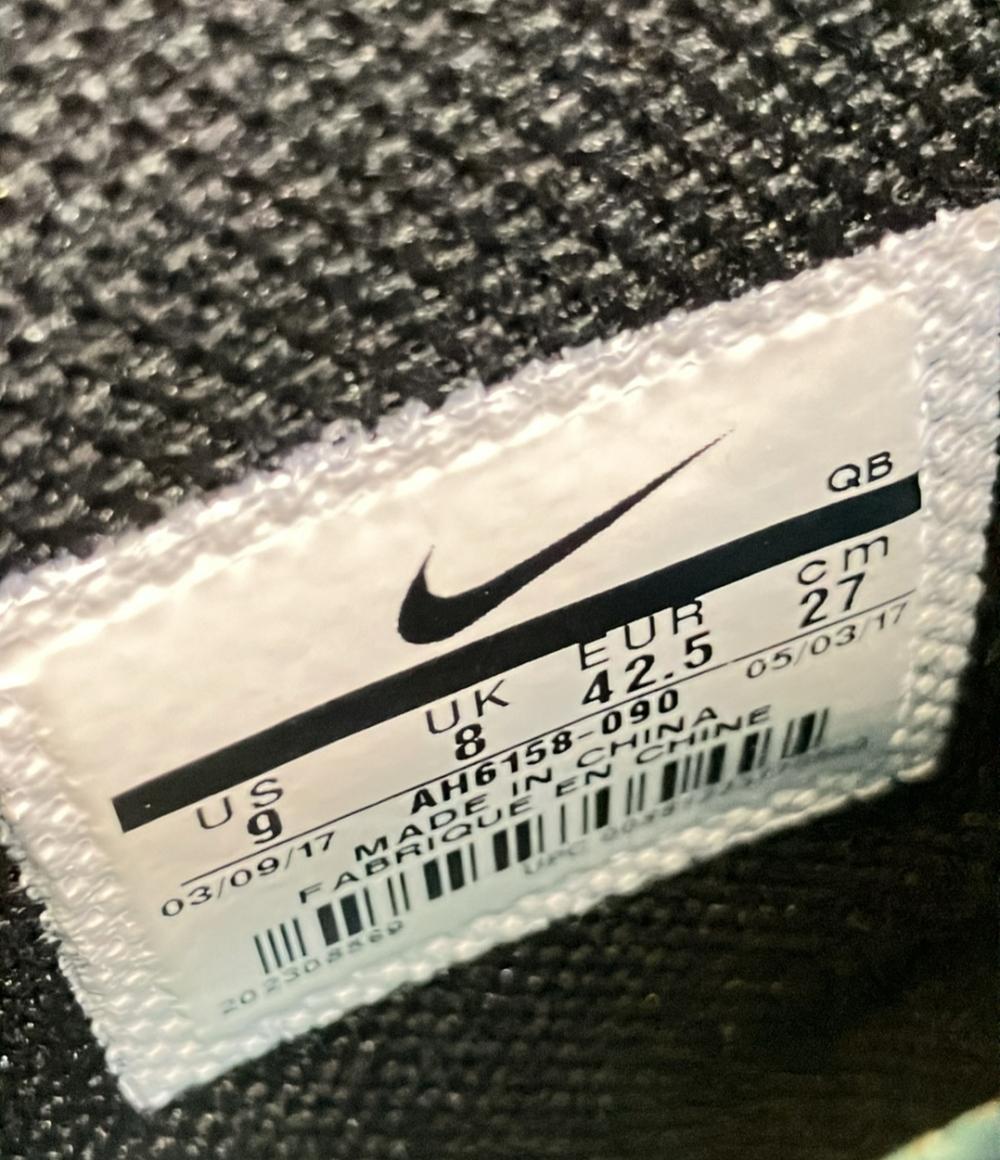 QB
US UK EUR cm
9 8 42.5 27
03/09/17 AH6158-090 05/03/17
MADE IN CHINA
FABRIQUE EN CHINE
UPC